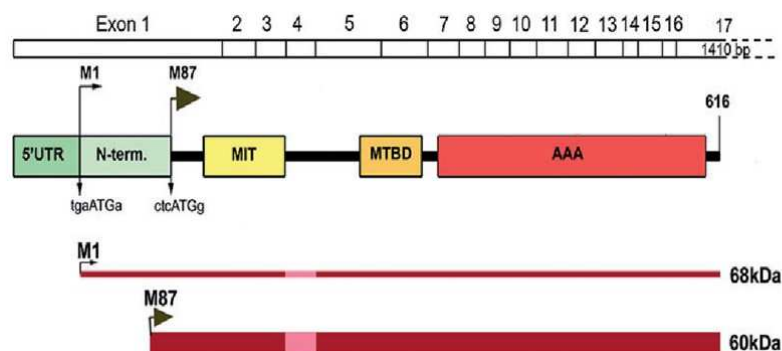 Exon 1 2 3 4 5 6 7 8 9 10 11 12 13 14 15 16 17
1410 bp
M1 M87
616
5'UTR N-term. MIT MTBD AAA
tgaATGa ctcATGg
M1
68kDa
M87
60kDa